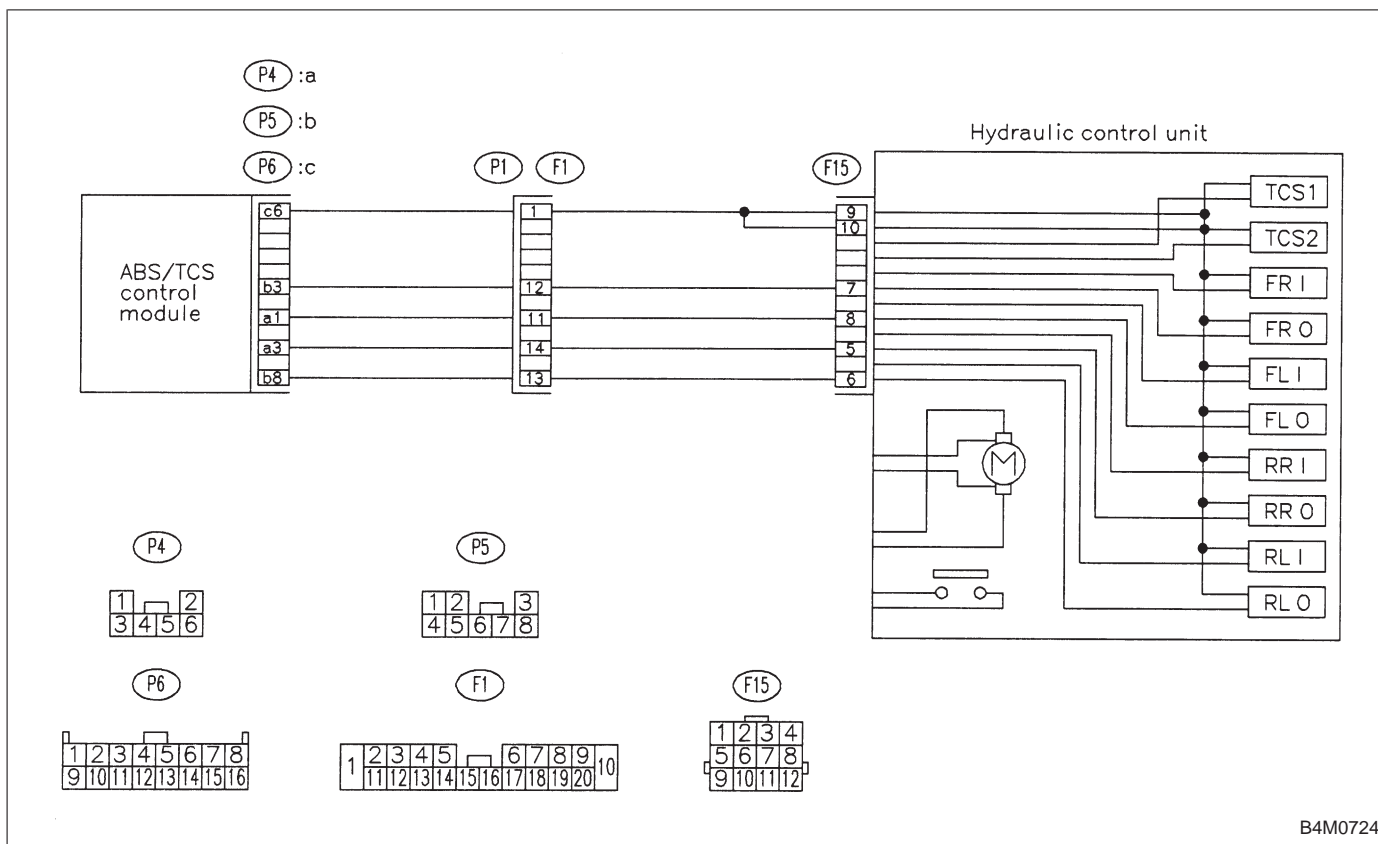 P4 :a
P5 :b
P6 :c
P1
F1
F15
Hydraulic control unit
ABS/TCS
control
module
c6
b3
a1
a3
b8
1
12
11
14
13
9
10
7
8
5
6
TCS1
TCS2
FR I
FR O
FL I
FL O
RR I
RR O
RL I
RL O
M
P4
1 2
3 4 5 6
P5
1 2 3
4 5 6 7 8
P6
1 2 3 4 5 6 7 8
9 10 11 12 13 14 15 16
F1
1 2 3 4 5 6 7 8 9 10
11 12 13 14 15 16 17 18 19 20
F15
1 2 3 4
5 6 7 8
9 10 11 12
B4M0724